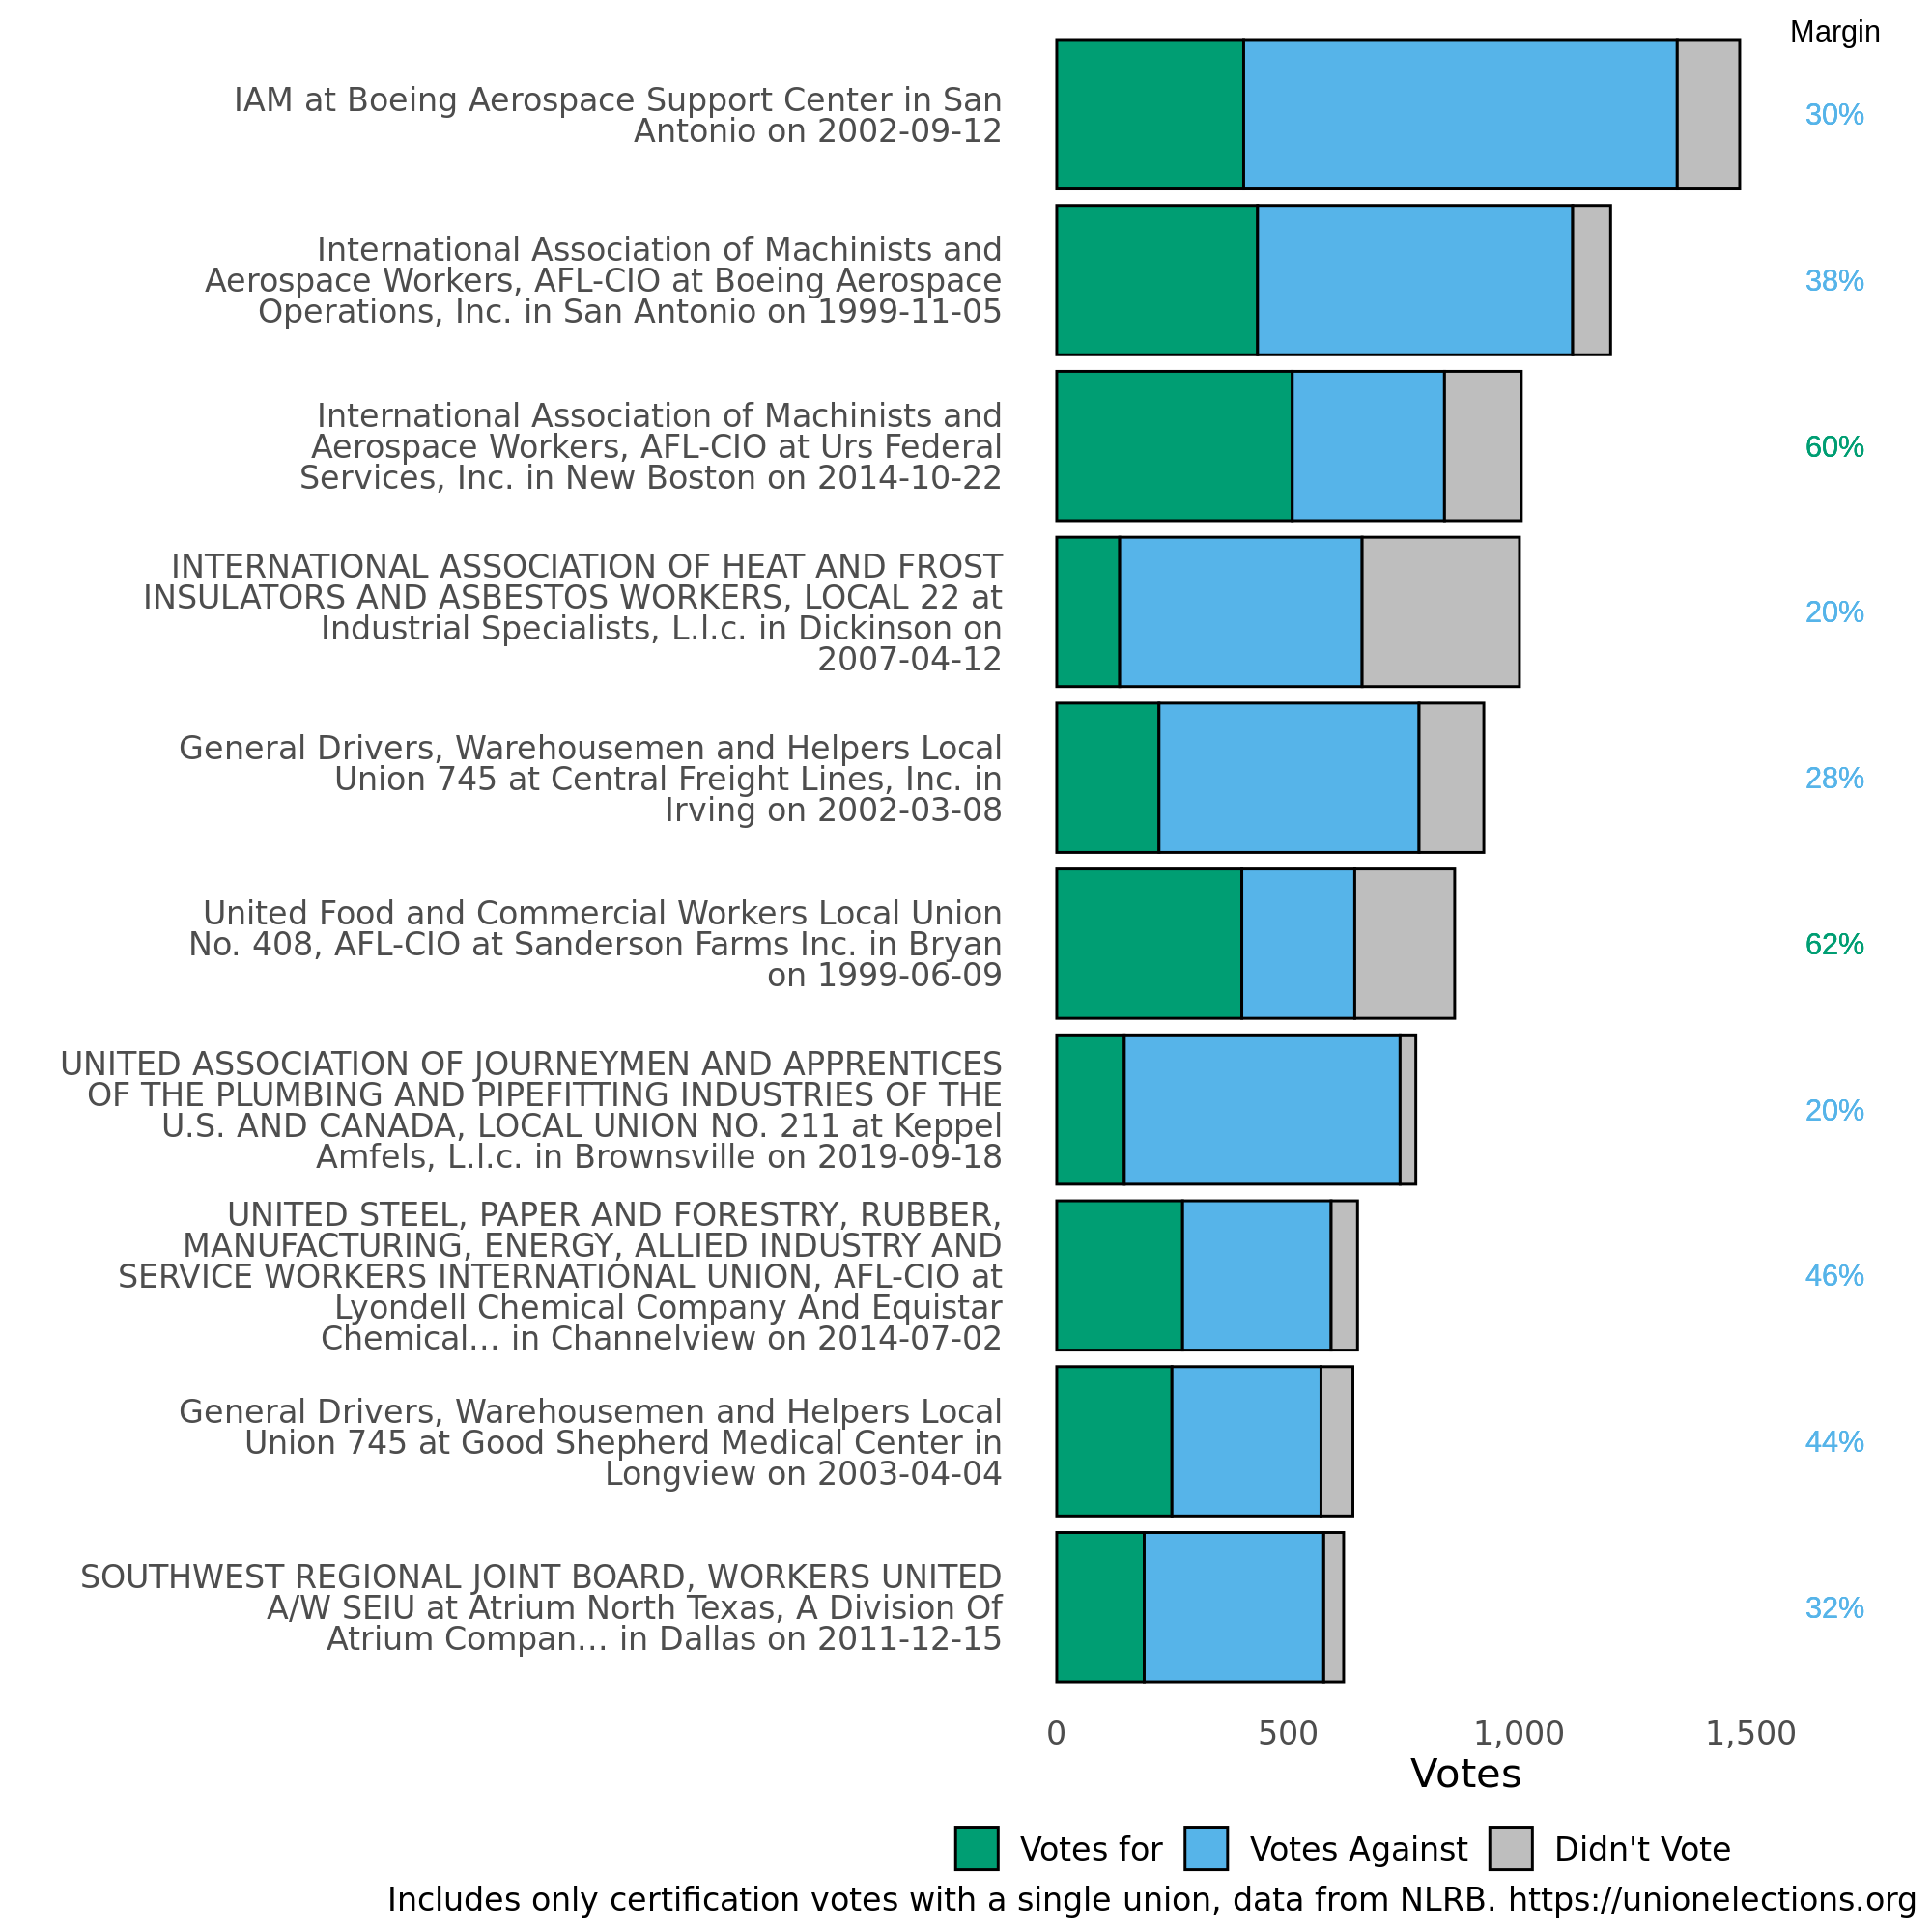 Margin
IAM at Boeing Aerospace Support Center in San
Antonio on 2002-09-12
30%
International Association of Machinists and
Aerospace Workers, AFL-CIO at Boeing Aerospace
Operations, Inc. in San Antonio on 1999-11-05
38%
International Association of Machinists and
Aerospace Workers, AFL-CIO at Urs Federal
Services, Inc. in New Boston on 2014-10-22
60%
INTERNATIONAL ASSOCIATION OF HEAT AND FROST
INSULATORS AND ASBESTOS WORKERS, LOCAL 22 at
Industrial Specialists, L.l.c. in Dickinson on
2007-04-12
20%
General Drivers, Warehousemen and Helpers Local
Union 745 at Central Freight Lines, Inc. in
Irving on 2002-03-08
28%
United Food and Commercial Workers Local Union
No. 408, AFL-CIO at Sanderson Farms Inc. in Bryan
on 1999-06-09
62%
UNITED ASSOCIATION OF JOURNEYMEN AND APPRENTICES
OF THE PLUMBING AND PIPEFITTING INDUSTRIES OF THE
U.S. AND CANADA, LOCAL UNION NO. 211 at Keppel
Amfels, L.l.c. in Brownsville on 2019-09-18
20%
UNITED STEEL, PAPER AND FORESTRY, RUBBER,
MANUFACTURING, ENERGY, ALLIED INDUSTRY AND
SERVICE WORKERS INTERNATIONAL UNION, AFL-CIO at
Lyondell Chemical Company And Equistar
Chemical... in Channelview on 2014-07-02
46%
General Drivers, Warehousemen and Helpers Local
Union 745 at Good Shepherd Medical Center in
Longview on 2003-04-04
44%
SOUTHWEST REGIONAL JOINT BOARD, WORKERS UNITED
A/W SEIU at Atrium North Texas, A Division Of
Atrium Compan... in Dallas on 2011-12-15
32%
0 500 1,000 1,500
Votes
Votes for Votes Against Didn't Vote
Includes only certification votes with a single union, data from NLRB. https://unionelections.org